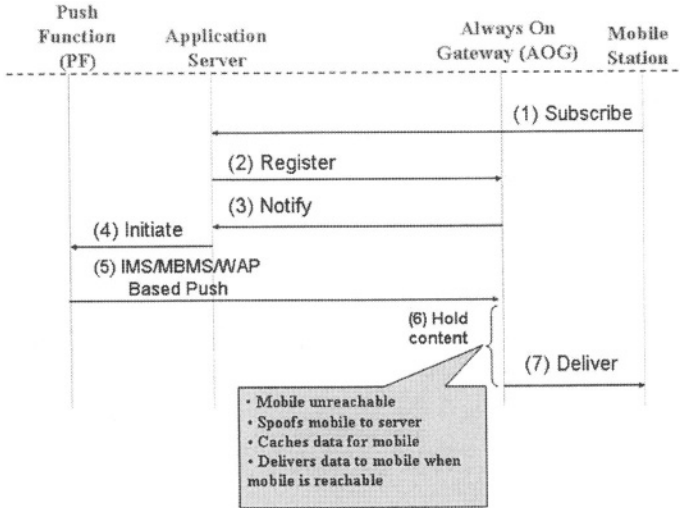 Push
Function
(PF)
Application
Server
Always On
Gateway (AOG)
Mobile
Station
(1) Subscribe
(2) Register
(3) Notify
(4) Initiate
(5) IMS/MBMS/WAP
Based Push
(6) Hold
content
(7) Deliver
• Mobile unreachable
• Spoofs mobile to server
• Caches data for mobile
• Delivers data to mobile when
mobile is reachable